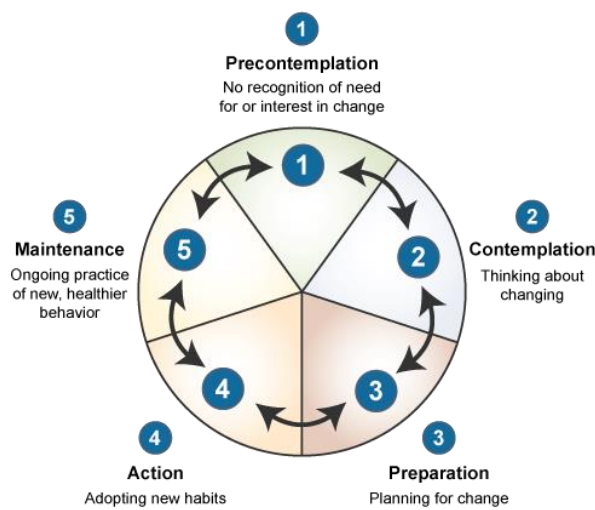 1
Precontemplation
No recognition of need
for or interest in change
1
2
Contemplation
Thinking about
changing
2
3
Preparation
Planning for change
3
4
Action
Adopting new habits
4
5
Maintenance
Ongoing practice
of new, healthier
behavior
5